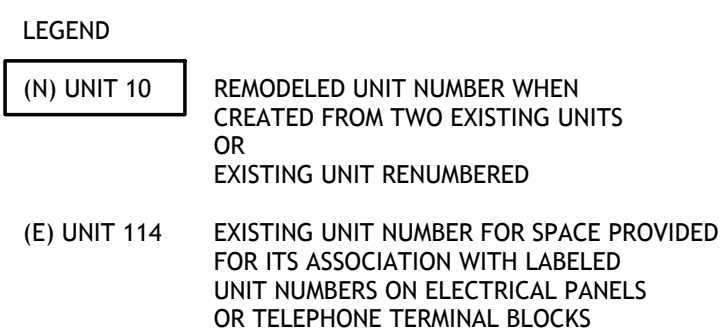 LEGEND
(N) UNIT 10 REMODELED UNIT NUMBER WHEN
CREATED FROM TWO EXISTING UNITS
OR
EXISTING UNIT RENUMBERED
(E) UNIT 114 EXISTING UNIT NUMBER FOR SPACE PROVIDED
FOR ITS ASSOCIATION WITH LABELED
UNIT NUMBERS ON ELECTRICAL PANELS
OR TELEPHONE TERMINAL BLOCKS